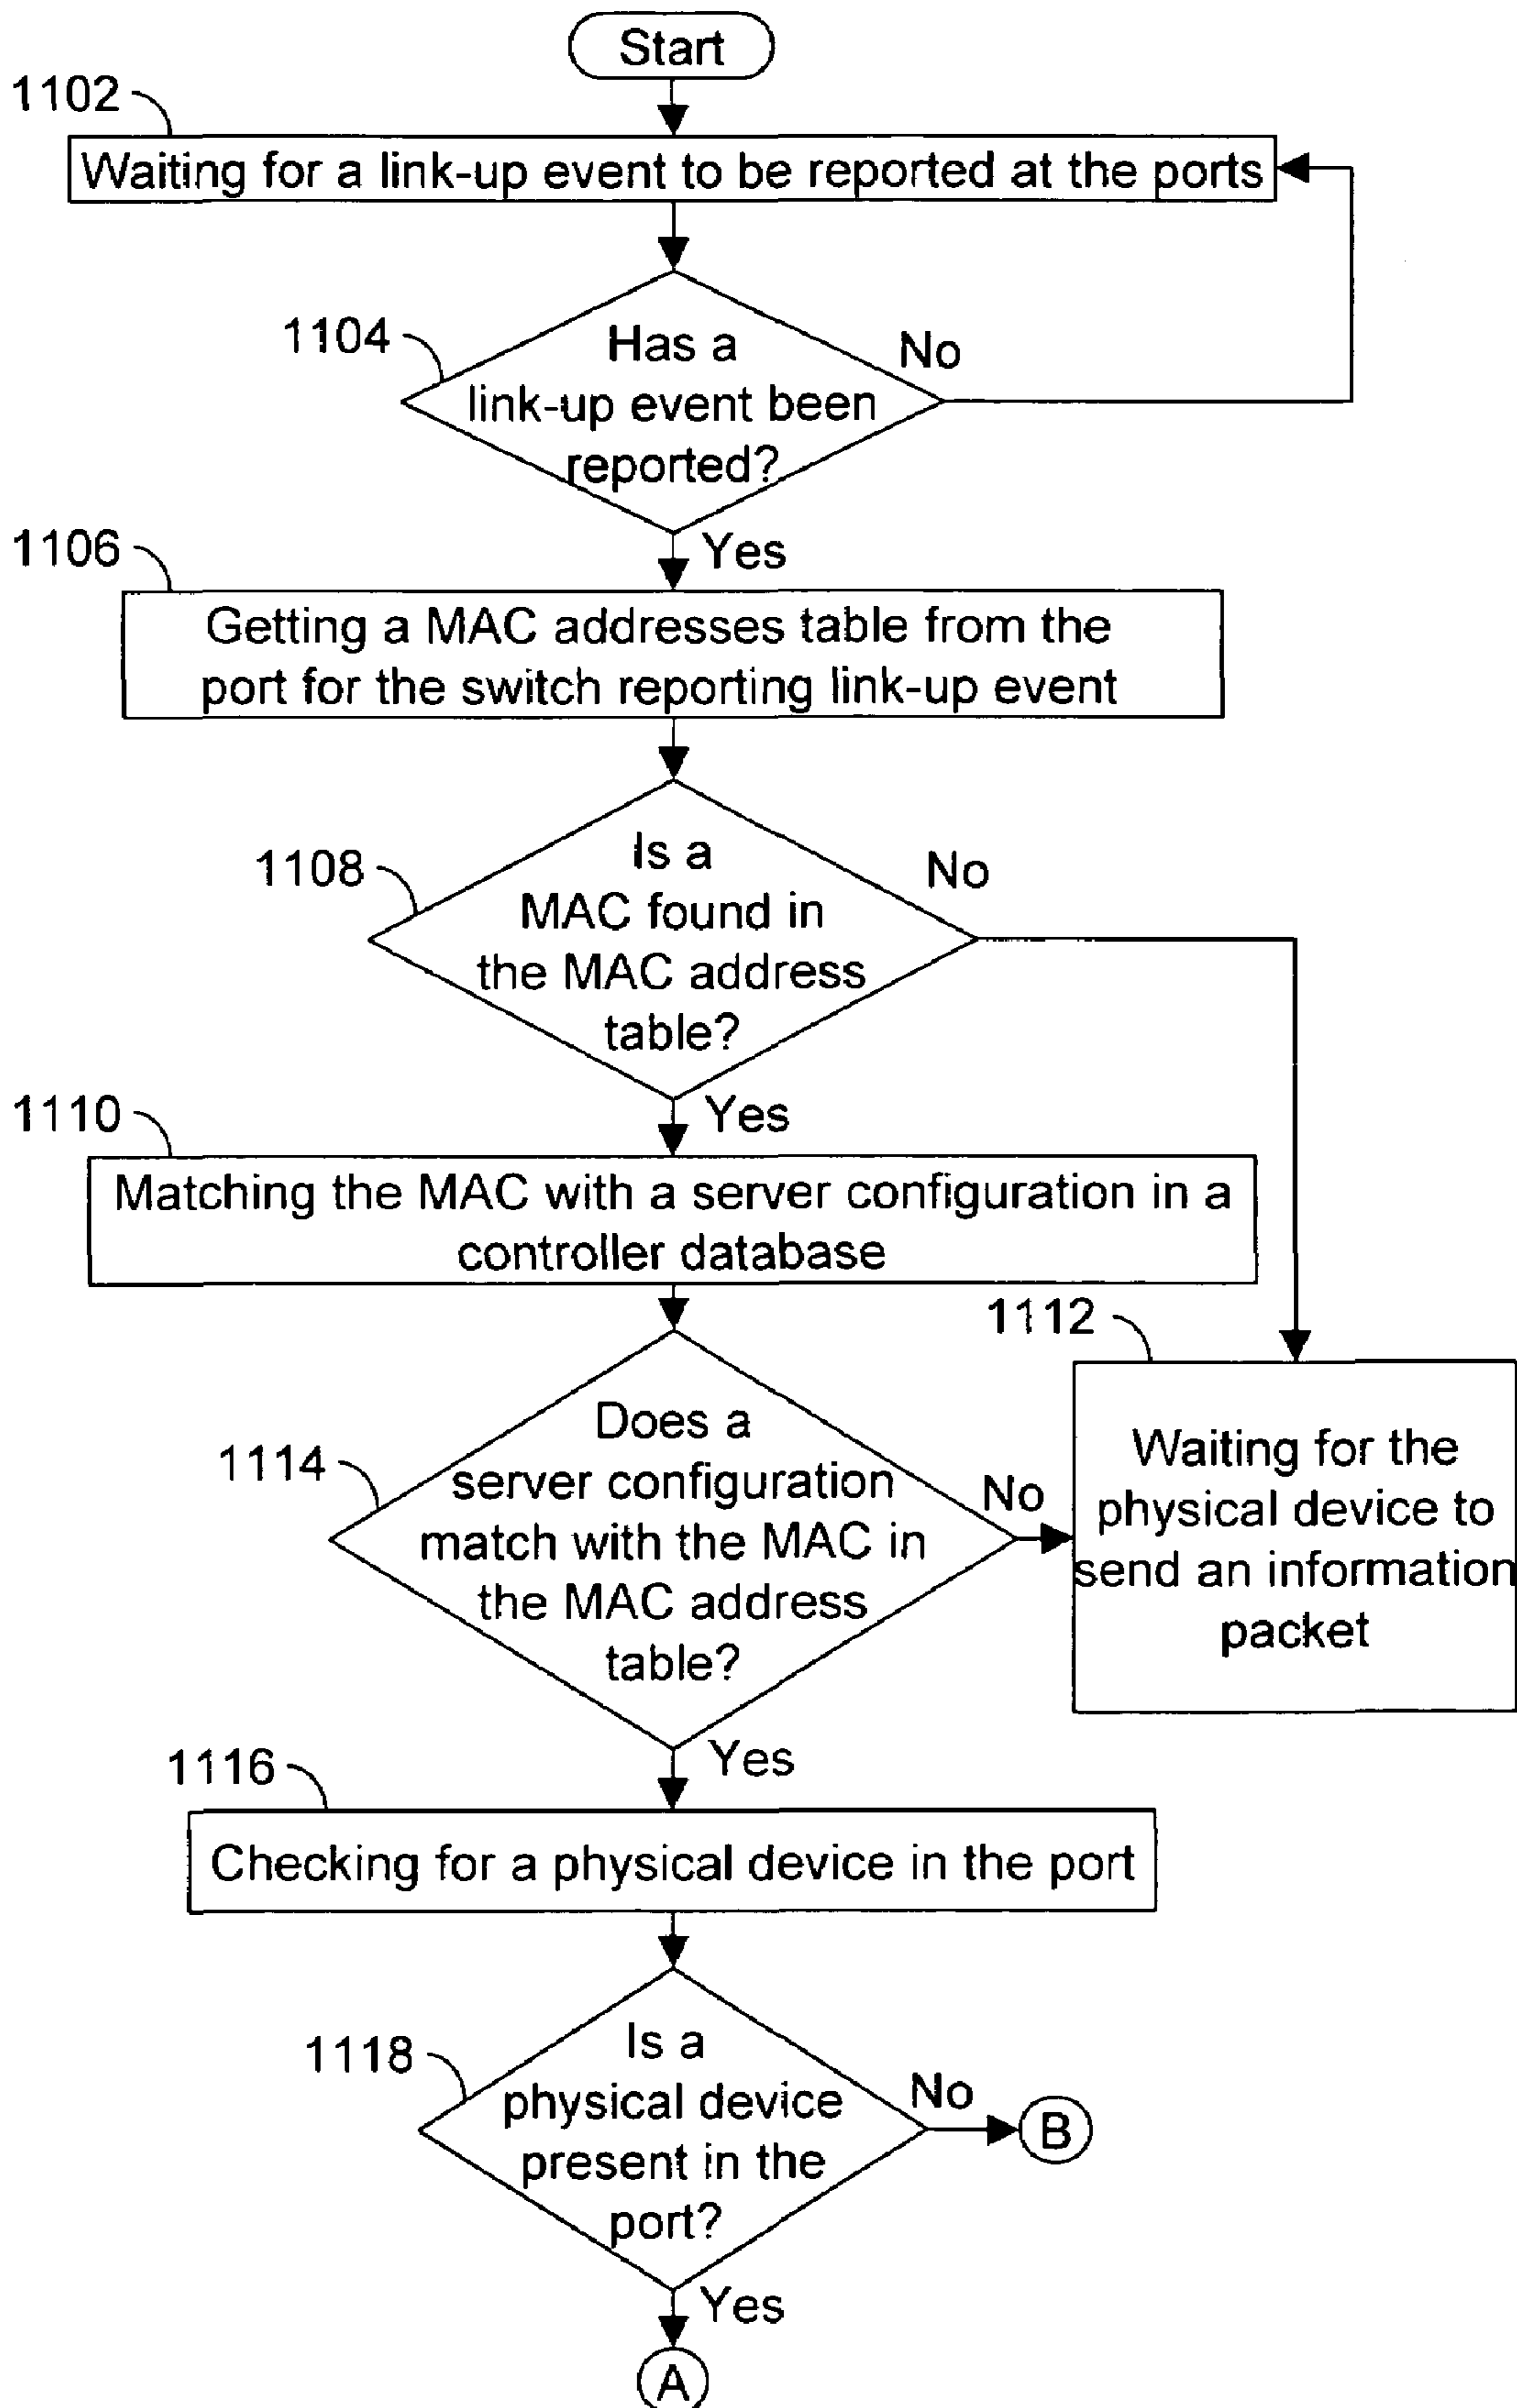 Start
1102
Waiting for a link-up event to be reported at the ports
1104
Has a
link-up event been
reported?
No
Yes
1106
Getting a MAC addresses table from the
port for the switch reporting link-up event
1108
Is a
MAC found in
the MAC address
table?
No
Yes
1110
Matching the MAC with a server configuration in a
controller database
1112
Waiting for the
physical device to
send an information
packet
1114
Does a
server configuration
match with the MAC in
the MAC address
table?
No
Yes
1116
Checking for a physical device in the port
1118
Is a
physical device
present in the
port?
No
B
Yes
A